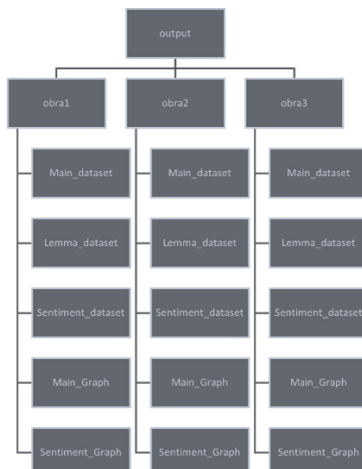 output
obra1
obra2
obra3
Main_dataset
Main_dataset
Main_dataset
Lemma_dataset
Lemma_dataset
Lemma_dataset
Sentiment_dataset
Sentiment_dataset
Sentiment_dataset
Main_Graph
Main_Graph
Main_Graph
Sentiment_Graph
Sentiment_Graph
Sentiment_Graph